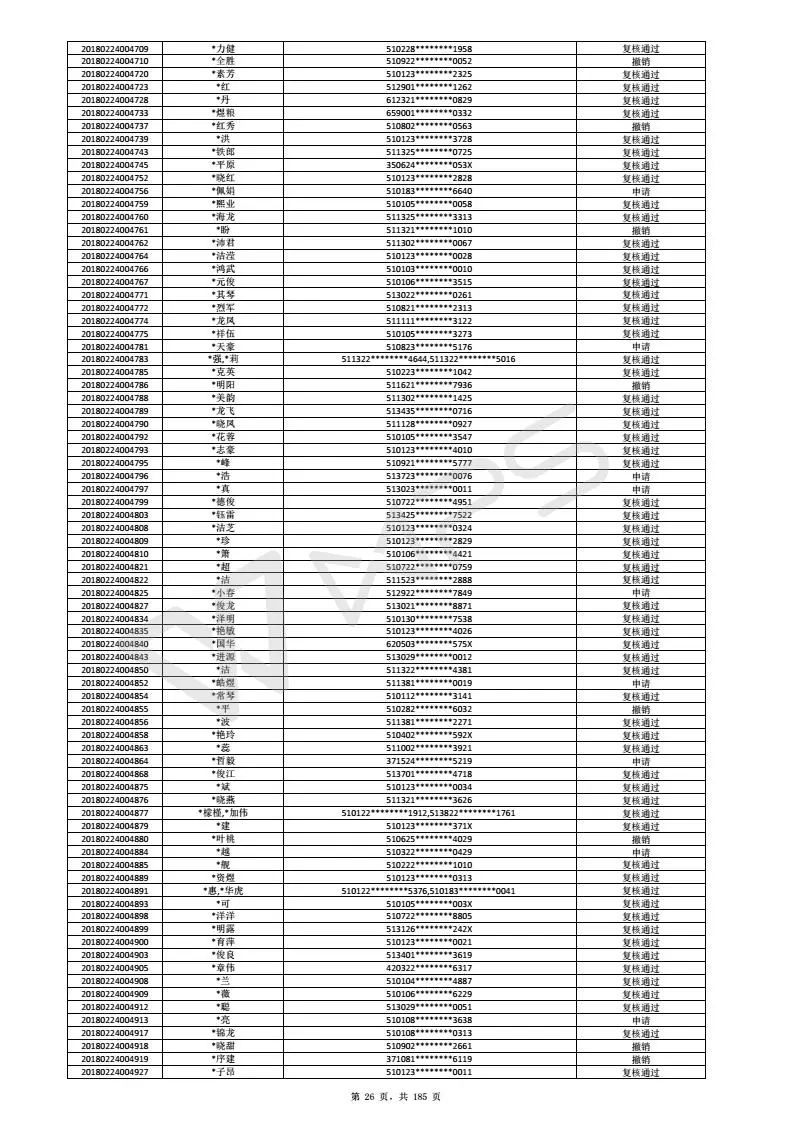 20180224004709 *力健 510228********1958 复核通过
20180224004710 *全胜 510922********0052 撤销
20180224004720 *素芳 510123********2325 复核通过
20180224004723 *红 512901********1262 复核通过
20180224004728 *丹 612321********0829 复核通过
20180224004733 *煜粮 659001********0332 复核通过
20180224004737 *红秀 510802********0563 撤销
20180224004739 *洪 510123********3728 复核通过
20180224004743 *铁郎 511325********0725 复核通过
20180224004745 *平原 350624********053X 复核通过
20180224004752 *晓红 510123********2828 复核通过
20180224004756 *佩娟 510183********6640 申请
20180224004759 *熙业 510105********0058 复核通过
20180224004760 *海龙 511325********3313 复核通过
20180224004761 *盼 511321********1010 撤销
20180224004762 *沛君 511302********0067 复核通过
20180224004764 *洁滢 510123********0028 复核通过
20180224004766 *鸿武 510103********0010 复核通过
20180224004767 *元俊 510106********3515 复核通过
20180224004771 *其琴 513022********0261 复核通过
20180224004772 *烈军 510821********2313 复核通过
20180224004774 *龙凤 511111********3122 复核通过
20180224004775 *祥伍 510105********3273 复核通过
20180224004781 *天豪 510823********5176 申请
20180224004783 *强,*莉 511322********4644,511322********5016 复核通过
20180224004785 *克英 510223********1042 复核通过
20180224004786 *明阳 511621********7936 撤销
20180224004788 *美韵 511302********1425 复核通过
20180224004789 *龙飞 513435********0716 复核通过
20180224004790 *晓凤 511128********0927 复核通过
20180224004792 *花蓉 510105********3547 复核通过
20180224004793 *志豪 510123********4010 复核通过
20180224004795 *峰 510921********5777 复核通过
20180224004796 *浩 513723********0076 申请
20180224004797 *真 513023********0011 申请
20180224004799 *德俊 510722********4951 复核通过
20180224004803 *钰雷 513425********7522 复核通过
20180224004808 *洁芝 510123********0324 复核通过
20180224004809 *珍 510123********2829 复核通过
20180224004810 *箫 510106********4421 复核通过
20180224004821 *超 510722********0759 复核通过
20180224004822 *洁 511523********2888 复核通过
20180224004825 *小春 512922********7849 申请
20180224004827 *俊龙 513021********8871 复核通过
20180224004834 *洋明 510130********7538 复核通过
20180224004835 *艳敏 510123********4026 复核通过
20180224004840 *国华 620503********575X 复核通过
20180224004843 *进源 513029********0012 复核通过
20180224004850 *洁 511322********4381 复核通过
20180224004852 *皓煜 511381********0019 申请
20180224004854 *常琴 510112********3141 复核通过
20180224004855 *平 510282********6032 撤销
20180224004856 *波 511381********2271 复核通过
20180224004858 *艳玲 510402********592X 复核通过
20180224004863 *蕊 511002********3921 复核通过
20180224004864 *哲毅 371524********5219 申请
20180224004868 *俊江 513701********4718 复核通过
20180224004875 *斌 510123********0034 复核通过
20180224004876 *晓燕 511321********3626 复核通过
20180224004877 *檬槿,*加伟 510122********1912,513822********1761 复核通过
20180224004879 *建 510123********371X 复核通过
20180224004880 *叶桃 510625********4029 撤销
20180224004884 *越 510322********0429 申请
20180224004885 *舰 510222********1010 复核通过
20180224004889 *资煜 510123********0313 复核通过
20180224004891 *惠,*华虎 510122********5376,510183********0041 复核通过
20180224004893 *可 510105********003X 复核通过
20180224004898 *洋洋 510722********8805 复核通过
20180224004899 *明露 513126********242X 复核通过
20180224004900 *育萍 510123********0021 复核通过
20180224004903 *俊良 513401********3619 复核通过
20180224004905 *章伟 420322********6317 复核通过
20180224004908 *兰 510104********4887 复核通过
20180224004909 *薇 510106********6229 复核通过
20180224004912 *聪 513029********0051 复核通过
20180224004913 *亮 510108********3638 申请
20180224004917 *锦龙 510108********0313 复核通过
20180224004918 *晓甜 510902********2661 撤销
20180224004919 *序建 371081********6119 撤销
20180224004927 *子昂 510123********0011 复核通过
第 26 页，共 185 页